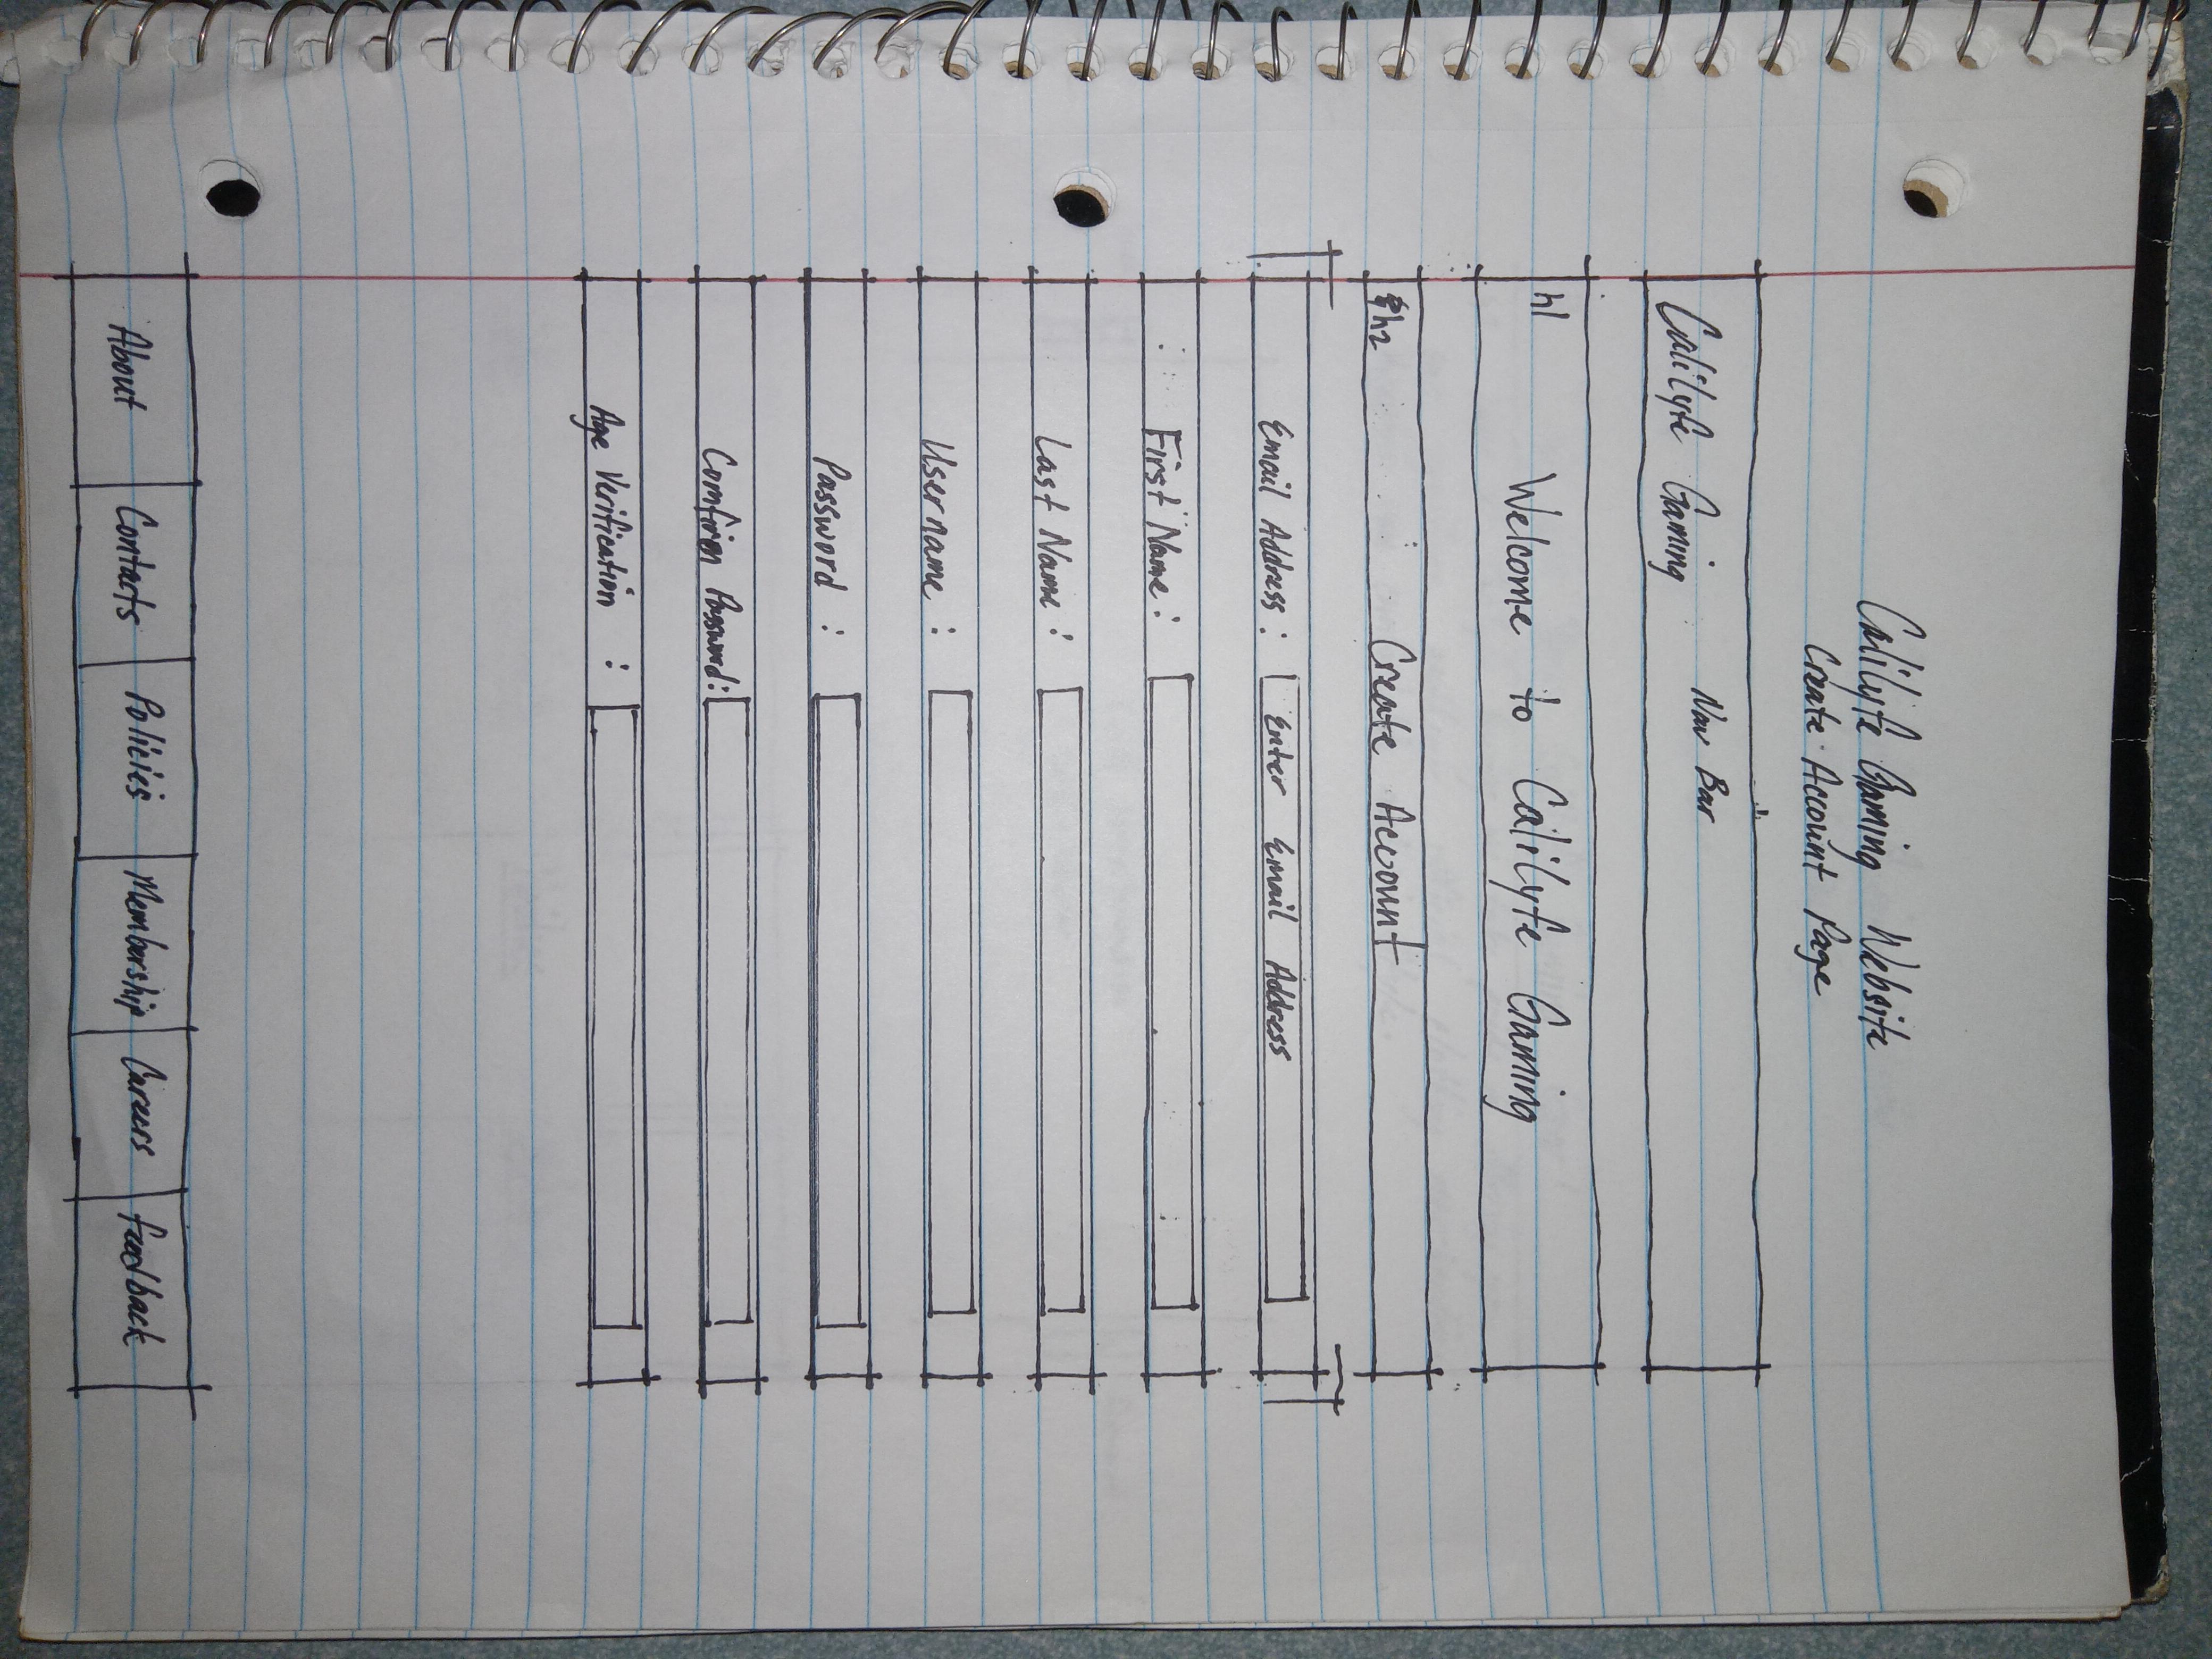 Calilyfe Gaming Website
Create Account Page
Nav Bar
Calilyfe Gaming
h1 Welcome to Calilyfe Gaming
h2 Create Account
Email Address : Enter Email Address
First Name :
Last Name :
Username :
Password :
Comfirm Password :
Age Verification :
About Contacts Policies Membership Careers Feedback